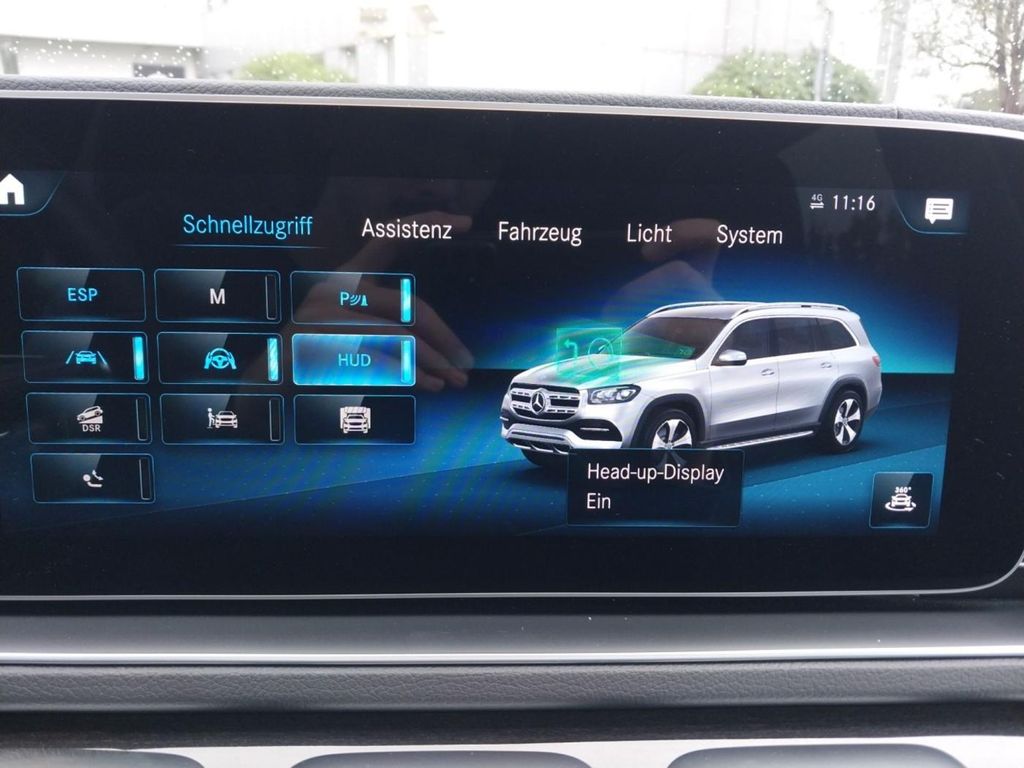 4G 11:16
Schnellzugriff Assistenz Fahrzeug Licht System
ESP M P
HUD
DSR
Head-up-Display
Ein
360°